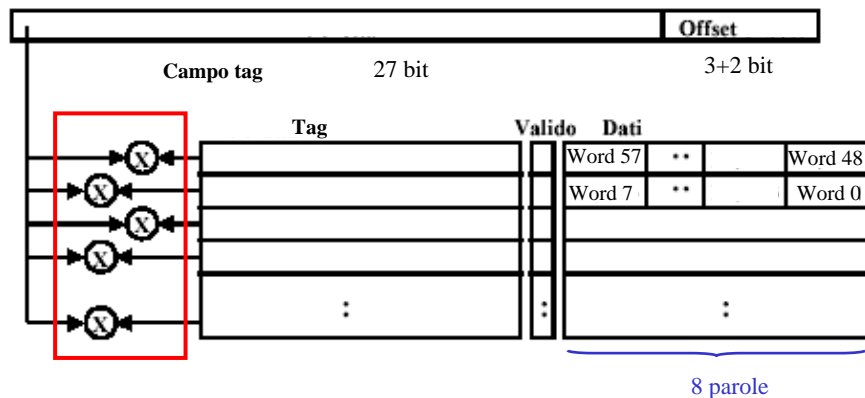 Offset
Campo tag 27 bit 3+2 bit
Tag Valido Dati
X Word 57 .. Word 48
X Word 7 .. Word 0
X
X
X : : :
8 parole